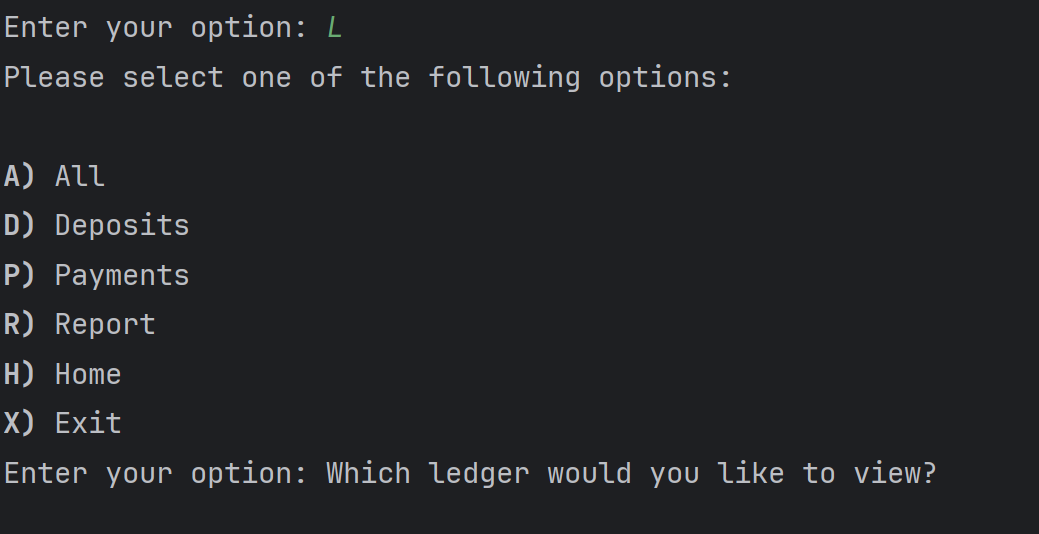 Enter your option: L
Please select one of the following options:
A) All
D) Deposits
P) Payments
R) Report
H) Home
X) Exit
Enter your option: Which ledger would you like to view?